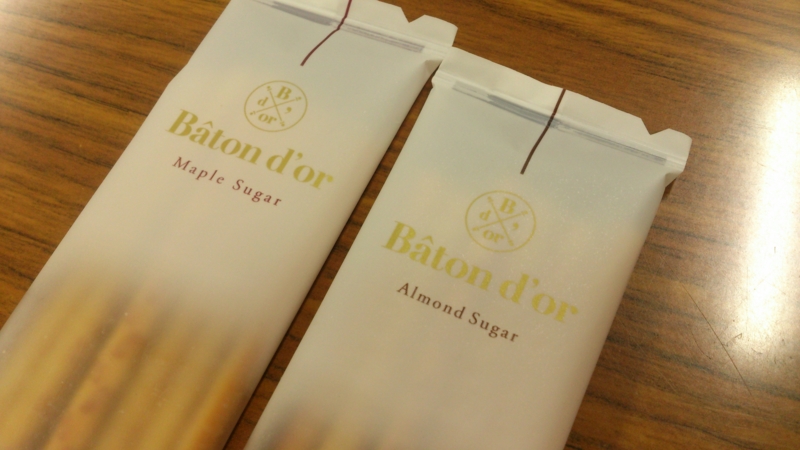 B
d ,
or
Bâton d'or
Maple Sugar
B
d ,
or
Bâton d'or
Almond Sugar